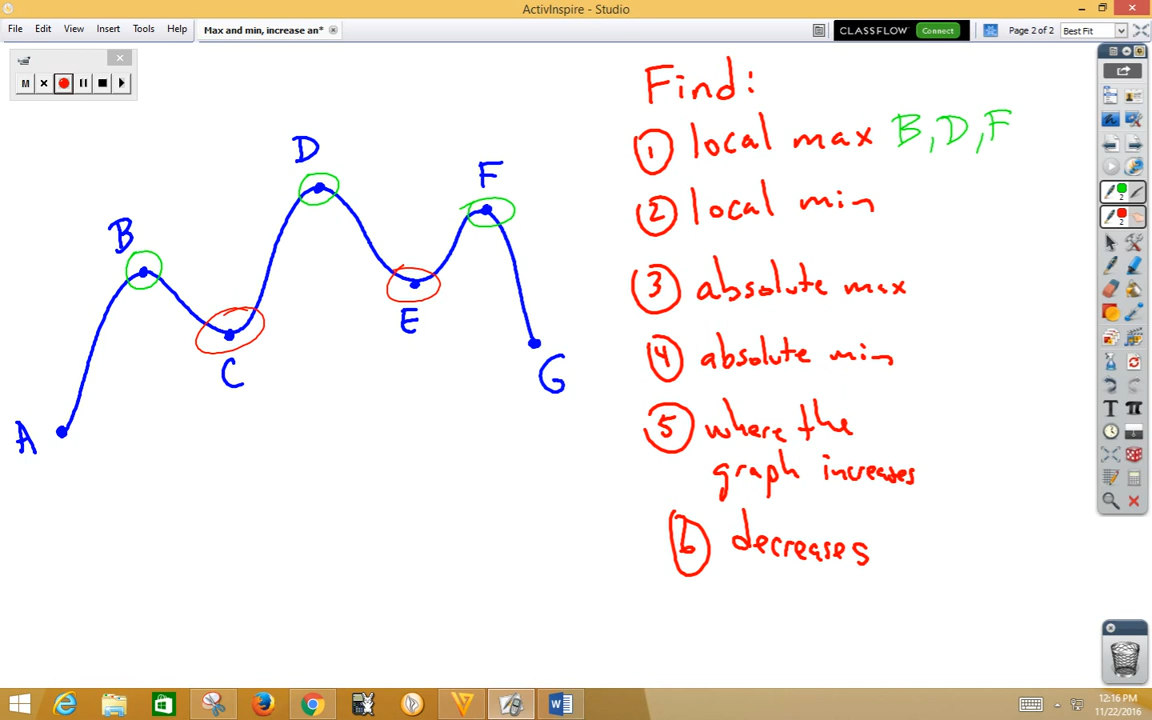 ActivInspire - Studio
File Edit View Insert Tools Help
Max and min, increase an*
CLASSFLOW Connect
Page 2 of 2
Best Fit
M
Find:
1 local max B, D, F
2 local min
3 absolute max
4 absolute min
5 where the
graph increases
6 decreases
D
F
B
E
C
G
A
12:16 PM
11/22/2016